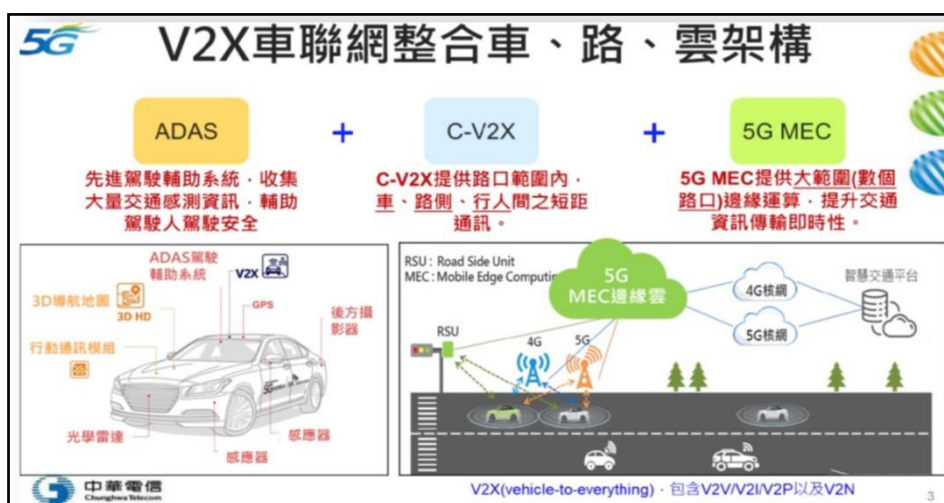 5G
V2X車聯網整合車、路、雲架構
ADAS
+
C-V2X
+
5G MEC
先進駕駛輔助系統，收集
大量交通感測資訊，輔助
駕駛人駕駛安全
C-V2X提供路口範圍內，
車、路側、行人間之短距
通訊。
5G MEC提供大範圍(數個
路口)邊緣運算，提升交通
資訊傳輸即時性。
ADAS駕駛
輔助系統
V2X
GPS
3D導航地圖
3D HD
後方攝
影器
行動通訊模組
光學雷達
感應器
感應器
RSU : Road Side Unit
MEC : Mobile Edge Computin
5G
MEC邊緣雲
4G核網
5G核網
智慧交通平台
RSU
4G
5G
中華電信
Chunghwa Telecom
V2X(vehicle-to-everything)，包含V2V/V2I/V2P以及V2N
3